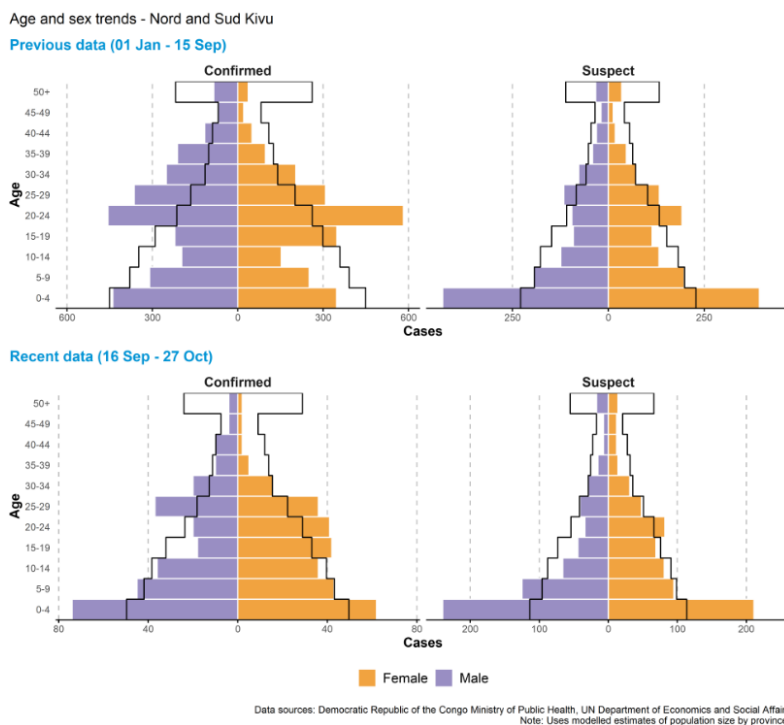 Age and sex trends - Nord and Sud Kivu
Previous data (01 Jan - 15 Sep)
Confirmed
Suspect
Age
50+
45-49
40-44
35-39
30-34
25-29
20-24
15-19
10-14
5-9
0-4
600 300 0 300 600
250 0 250
Cases
Recent data (16 Sep - 27 Oct)
Confirmed
Suspect
Age
50+
45-49
40-44
35-39
30-34
25-29
20-24
15-19
10-14
5-9
0-4
80 40 0 40 80
200 100 0 100 200
Cases
Female Male
Data sources: Democratic Republic of the Congo Ministry of Public Health, UN Department of Economics and Social Affai
Note: Uses modelled estimates of population size by provinc